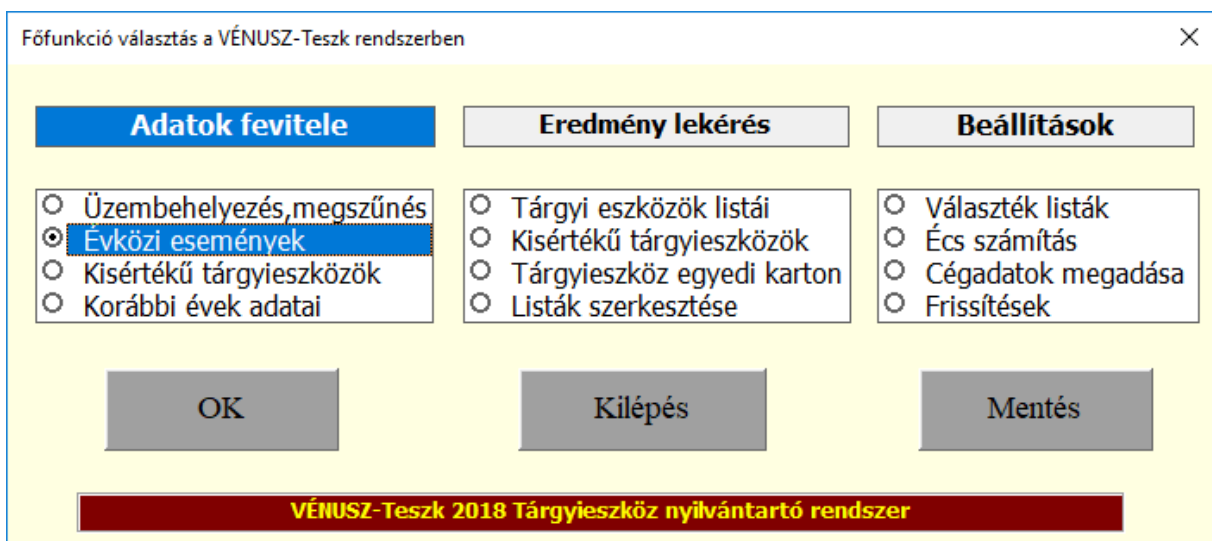 Főfunkció választás a VÉNUSZ-Teszk rendszerben
Adatok fevitele
Eredmény lekérés
Beállítások
Üzembehelyezés,megszűnés
Évközi események
Kisértékű tárgyieszközök
Korábbi évek adatai
Tárgyi eszközök listái
Kisértékű tárgyieszközök
Tárgyieszköz egyedi karton
Listák szerkesztése
Választék listák
Écs számítás
Cégadatok megadása
Frissítések
OK
Kilépés
Mentés
VÉNUSZ-Teszk 2018 Tárgyieszköz nyilvántartó rendszer